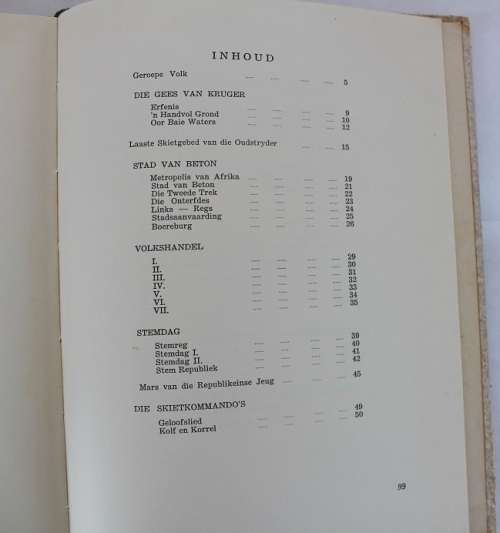 INHOUD
Geroepe Volk ... ... ... ... 5
DIE GEES VAN KRUGER
Erfenis ... ... ... ... 9
'n Handvol Grond ... ... ... ... 10
Oor Baie Waters ... ... ... ... 12
Laaste Skietgebed van die Oudstryder ... ... ... 15
STAD VAN BETON
Metropolis van Afrika ... ... ... ... 19
Stad van Beton ... ... ... ... 21
Die Tweede Trek ... ... ... ... 22
Die Onterfdes ... ... ... ... 23
Links — Regs ... ... ... ... 24
Stadsaanvaarding ... ... ... ... 25
Boereburg ... ... ... ... 26
VOLKSHANDEL
I. ... ... ... ... 29
II. ... ... ... ... 30
III. ... ... ... ... 31
IV. ... ... ... ... 32
V. ... ... ... ... 33
VI. ... ... ... ... 34
VII. ... ... ... ... 35
STEMDAG
Stemreg ... ... ... ... 39
Stemdag I. ... ... ... ... 40
Stemdag II. ... ... ... ... 41
Stem Republiek ... ... ... ... 42
Mars van die Republikeinse Jeug ... ... ... ... 45
DIE SKIETKOMMANDO'S
Geloofslied ... ... ... ... 49
Kolf en Korrel ... ... ... ... 50
99